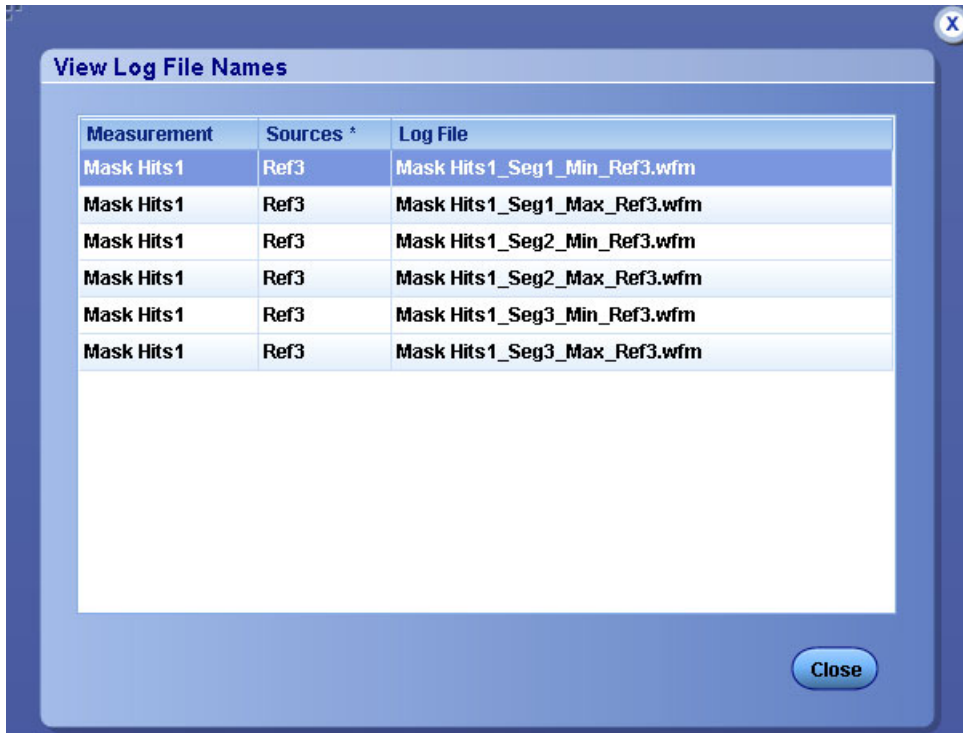 X
View Log File Names
Measurement Sources * Log File
Mask Hits1 Ref3 Mask Hits1_Seg1_Min_Ref3.wfm
Mask Hits1 Ref3 Mask Hits1_Seg1_Max_Ref3.wfm
Mask Hits1 Ref3 Mask Hits1_Seg2_Min_Ref3.wfm
Mask Hits1 Ref3 Mask Hits1_Seg2_Max_Ref3.wfm
Mask Hits1 Ref3 Mask Hits1_Seg3_Min_Ref3.wfm
Mask Hits1 Ref3 Mask Hits1_Seg3_Max_Ref3.wfm
Close